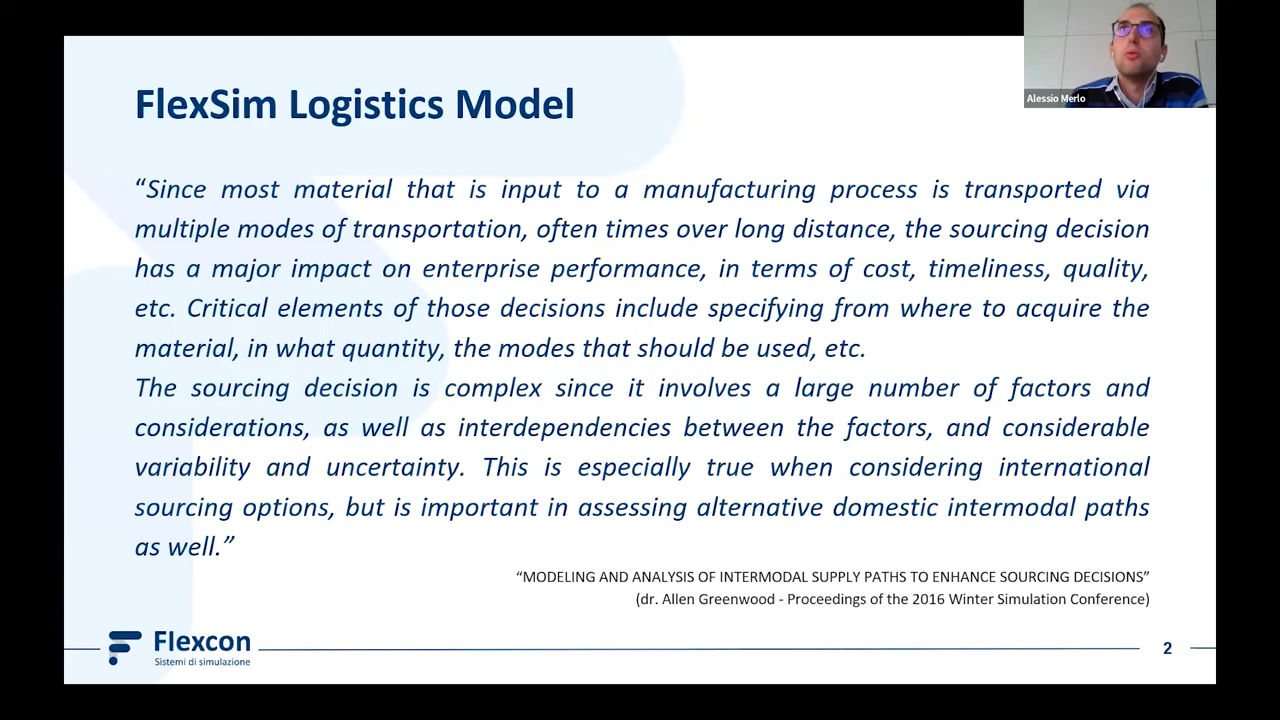 Alessio Merlo
FlexSim Logistics Model
“Since most material that is input to a manufacturing process is transported via
multiple modes of transportation, often times over long distance, the sourcing decision
has a major impact on enterprise performance, in terms of cost, timeliness, quality,
etc. Critical elements of those decisions include specifying from where to acquire the
material, in what quantity, the modes that should be used, etc.
The sourcing decision is complex since it involves a large number of factors and
considerations, as well as interdependencies between the factors, and considerable
variability and uncertainty. This is especially true when considering international
sourcing options, but is important in assessing alternative domestic intermodal paths
as well.”
“MODELING AND ANALYSIS OF INTERMODAL SUPPLY PATHS TO ENHANCE SOURCING DECISIONS”
(dr. Allen Greenwood - Proceedings of the 2016 Winter Simulation Conference)
Flexcon
Sistemi di simulazione
2